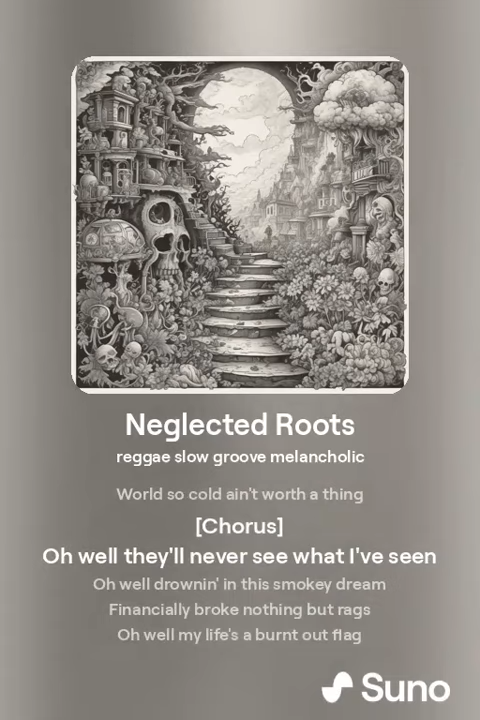 Neglected Roots
reggae slow groove melancholic
World so cold ain't worth a thing
[Chorus]
Oh well they'll never see what I've seen
Oh well drownin' in this smokey dream
Financially broke nothing but rags
Oh well my life's a burnt out flag
Suno